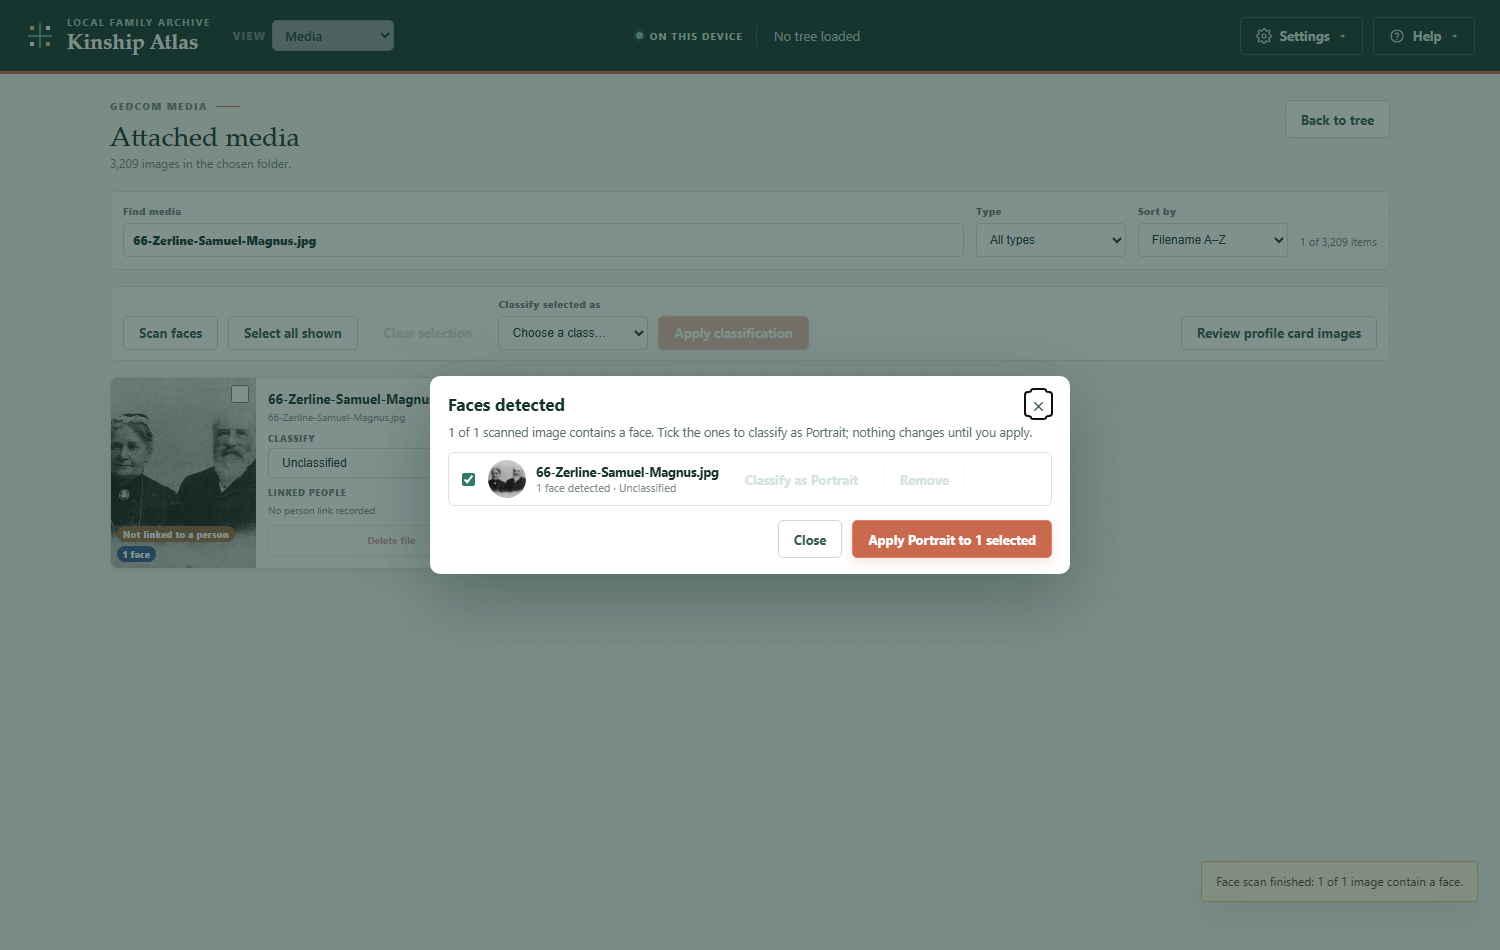 LOCAL FAMILY ARCHIVE
Kinship Atlas
VIEW
Media
ON THIS DEVICE
No tree loaded
Settings
Help
GEDCOM MEDIA
Attached media
3,209 images in the chosen folder.
Back to tree
Find media
66-Zerline-Samuel-Magnus.jpg
Type
All types
Sort by
Filename A–Z
1 of 3,209 items
Scan faces
Select all shown
Clear selection
Classify selected as
Choose a class...
Apply classification
Review profile card images
66-Zerline-Samuel-Magnu
66-Zerline-Samuel-Magnus.jpg
CLASSIFY
Unclassified
LINKED PEOPLE
No person link recorded
Delete file
Not linked to a person
1 face
Faces detected
1 of 1 scanned image contains a face. Tick the ones to classify as Portrait; nothing changes until you apply.
66-Zerline-Samuel-Magnus.jpg
1 face detected · Unclassified
Classify as Portrait
Remove
Close
Apply Portrait to 1 selected
Face scan finished: 1 of 1 image contain a face.